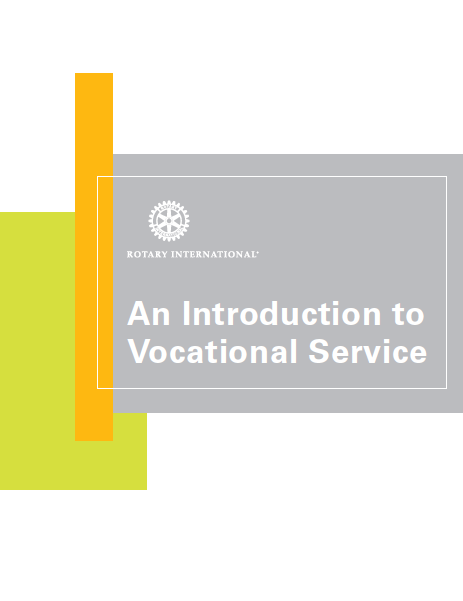 ROTARY INTERNATIONAL®
An Introduction to
Vocational Service